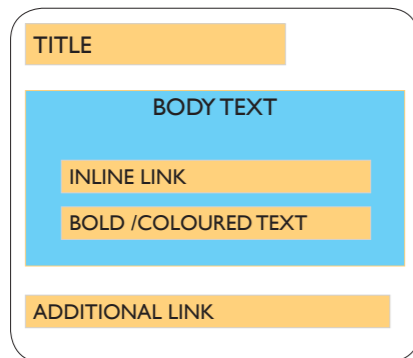 TITLE
BODY TEXT
INLINE LINK
BOLD /COLOURED TEXT
ADDITIONAL LINK